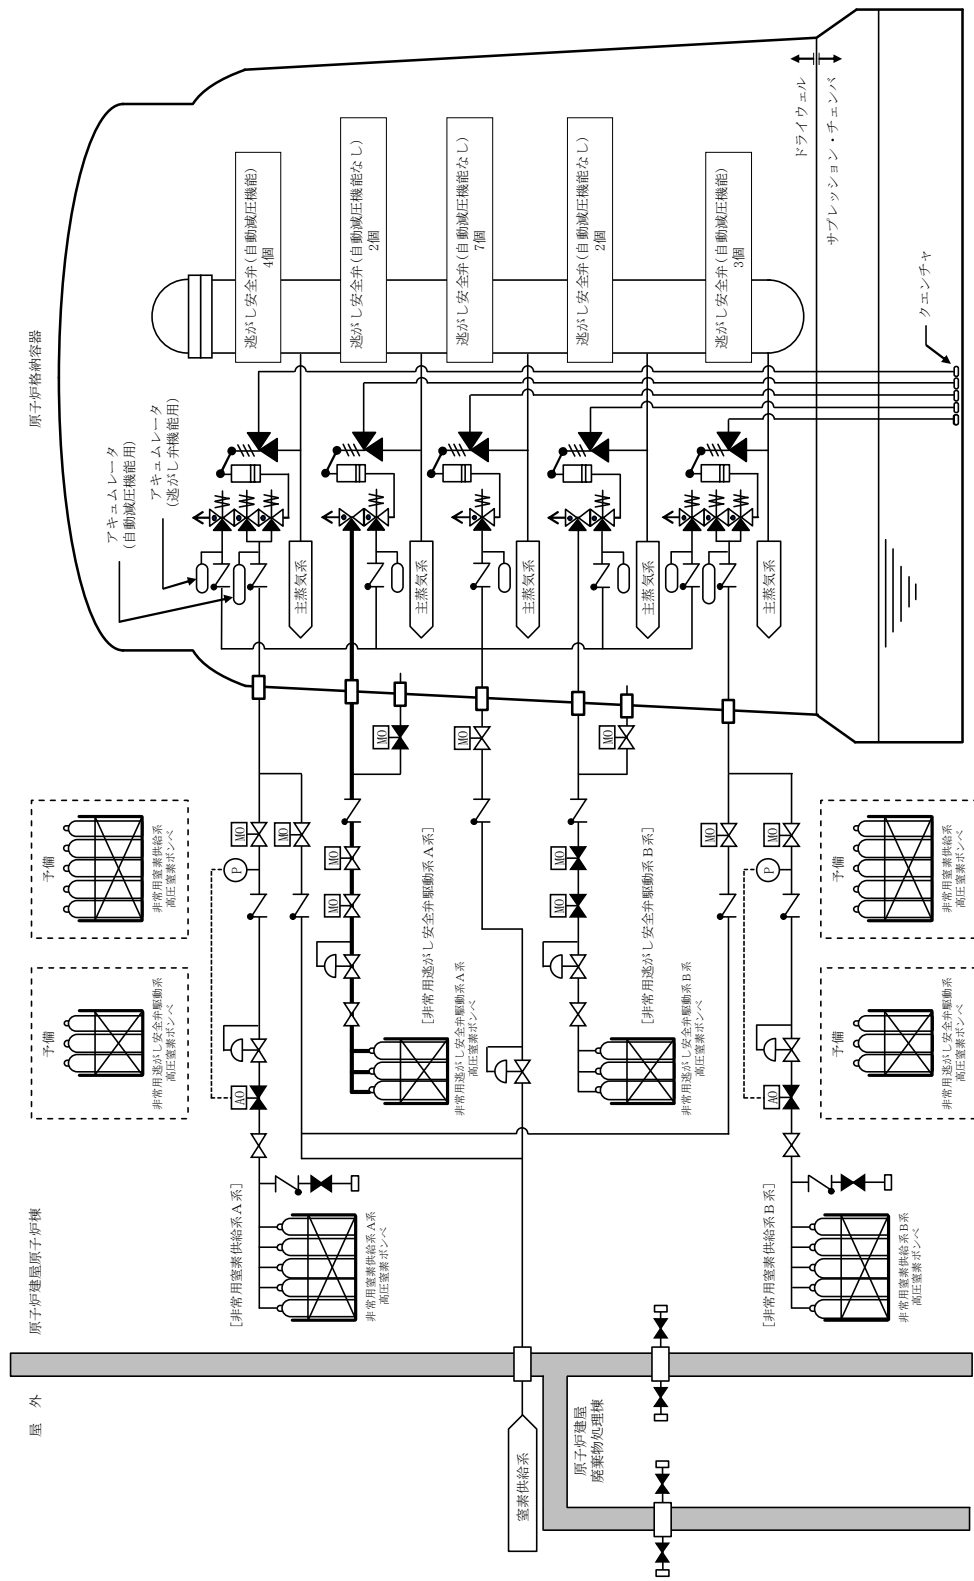 原子炉格納容器
アキュムレータ
(自動減圧機能用)
アキュムレータ
(逃がし弁機能用)
逃がし安全弁(自動減圧機能)
4個
逃がし安全弁(自動減圧機能なし)
2個
逃がし安全弁(自動減圧機能なし)
7個
逃がし安全弁(自動減圧機能なし)
2個
逃がし安全弁(自動減圧機能)
3個
ドライウェル
サプレッション・チェンバ
クエンチャ
主蒸気系
主蒸気系
主蒸気系
主蒸気系
主蒸気系
MO
MO
MO
予備
非常用窒素供給系
高圧窒素ボンベ
MO
MO
P
MO
MO
[非常用逃がし安全弁駆動系A系]
MO
MO
[非常用逃がし安全弁駆動系B系]
MO
MO
P
予備
非常用窒素供給系
高圧窒素ボンベ
予備
非常用逃がし安全弁駆動系
高圧窒素ボンベ
AO
非常用逃がし安全弁駆動系A系
高圧窒素ボンベ
非常用逃がし安全弁駆動系B系
高圧窒素ボンベ
AO
予備
非常用逃がし安全弁駆動系
高圧窒素ボンベ
原子炉建屋原子炉棟
[非常用窒素供給系A系]
非常用窒素供給系A系
高圧窒素ボンベ
[非常用窒素供給系B系]
非常用窒素供給系B系
高圧窒素ボンベ
屋 外
窒素供給系
原子炉建屋
廃棄物処理棟